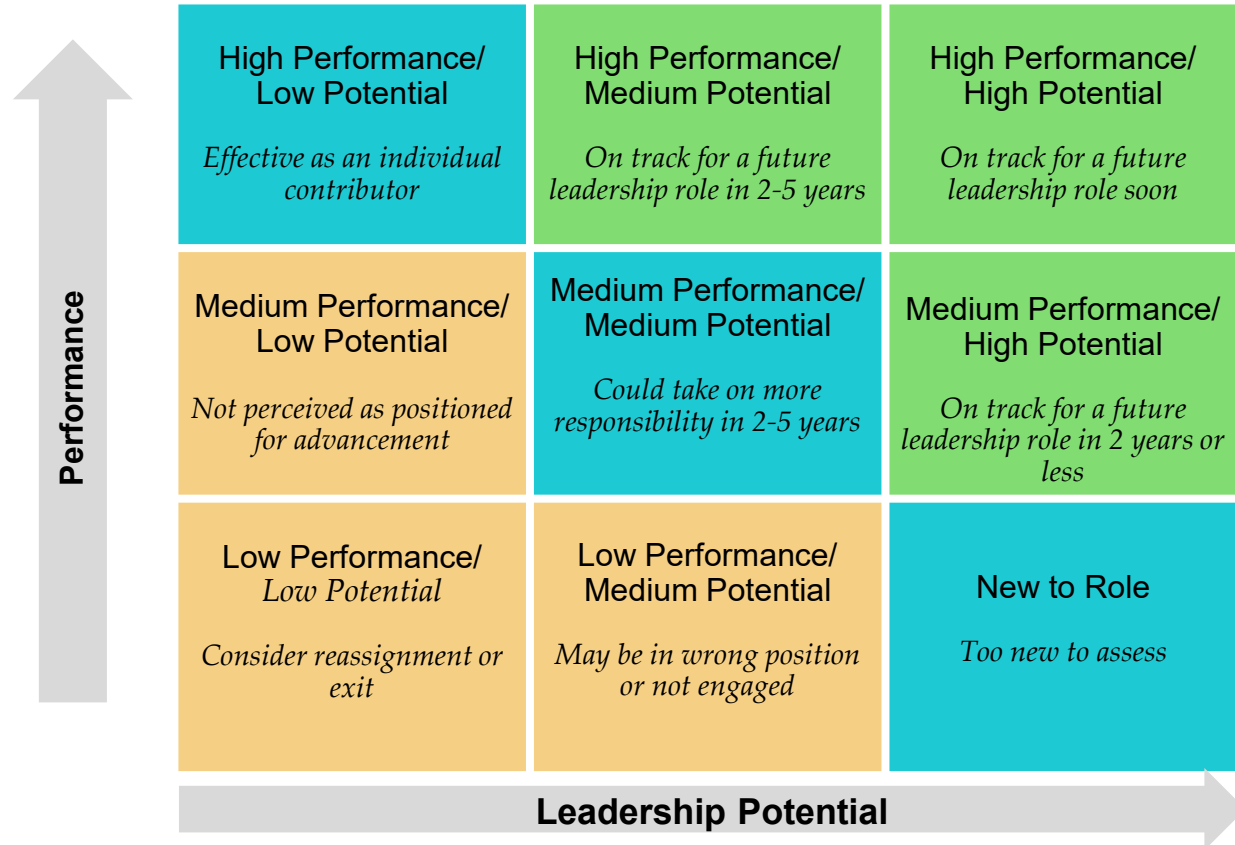 High Performance/
Low Potential
Effective as an individual
contributor
High Performance/
Medium Potential
On track for a future
leadership role in 2-5 years
High Performance/
High Potential
On track for a future
leadership role soon
Performance
Medium Performance/
Low Potential
Not perceived as positioned
for advancement
Medium Performance/
Medium Potential
Could take on more
responsibility in 2-5 years
Medium Performance/
High Potential
On track for a future
leadership role in 2 years or
less
Low Performance/
Low Potential
Consider reassignment or
exit
Low Performance/
Medium Potential
May be in wrong position
or not engaged
New to Role
Too new to assess
Leadership Potential